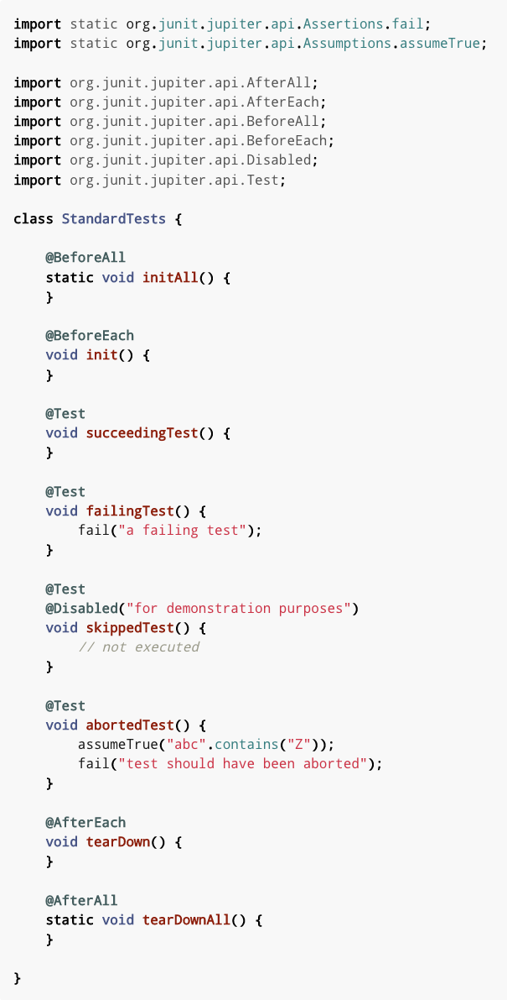 import static org.junit.jupiter.api.Assertions.fail;
import static org.junit.jupiter.api.Assumptions.assumeTrue;

import org.junit.jupiter.api.AfterAll;
import org.junit.jupiter.api.AfterEach;
import org.junit.jupiter.api.BeforeAll;
import org.junit.jupiter.api.BeforeEach;
import org.junit.jupiter.api.Disabled;
import org.junit.jupiter.api.Test;

class StandardTests {

    @BeforeAll
    static void initAll() {
    }

    @BeforeEach
    void init() {
    }

    @Test
    void succeedingTest() {
    }

    @Test
    void failingTest() {
        fail("a failing test");
    }

    @Test
    @Disabled("for demonstration purposes")
    void skippedTest() {
        // not executed
    }

    @Test
    void abortedTest() {
        assumeTrue("abc".contains("Z"));
        fail("test should have been aborted");
    }

    @AfterEach
    void tearDown() {
    }

    @AfterAll
    static void tearDownAll() {
    }

}